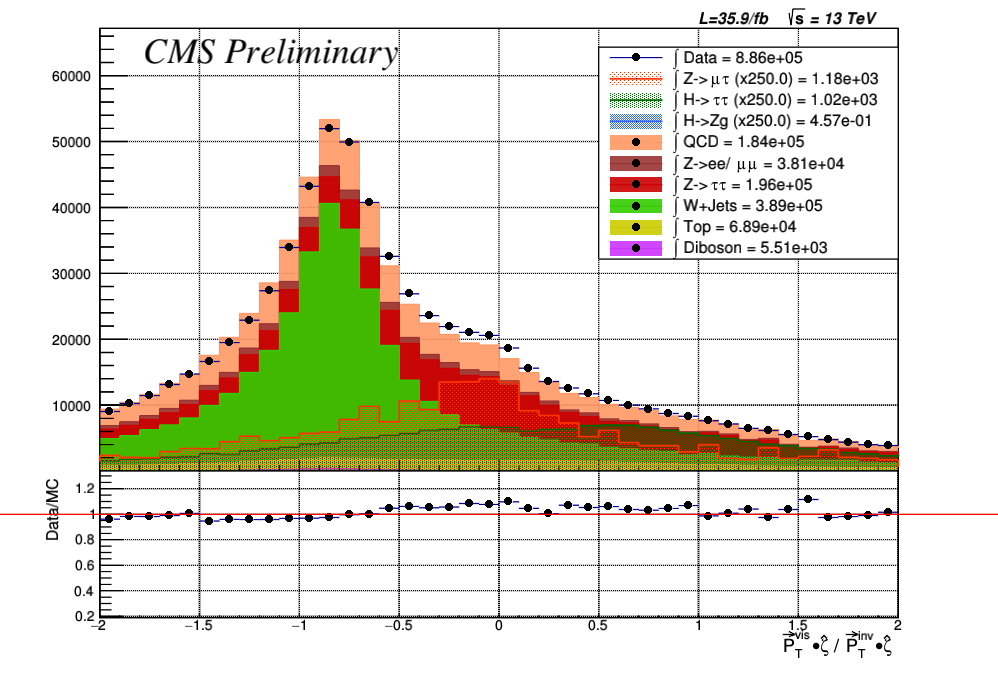 L=35.9/fb √s = 13 TeV
CMS Preliminary
∫ Data = 8.86e+05
∫ Z->μτ (x250.0) = 1.18e+03
∫ H->ττ (x250.0) = 1.02e+03
∫ H->Zg (x250.0) = 4.57e-01
∫ QCD = 1.84e+05
∫ Z->ee/ μμ = 3.81e+04
∫ Z->ττ = 1.96e+05
∫ W+Jets = 3.89e+05
∫ Top = 6.89e+04
∫ Diboson = 5.51e+03
60000
50000
40000
30000
20000
10000
Data/MC
1.2
1
0.8
0.6
0.4
0.2
−2 −1.5 −1 −0.5 0 0.5 1 1.5 2
P⃗_T^vis •ζ̂ / P⃗_T^inv •ζ̂